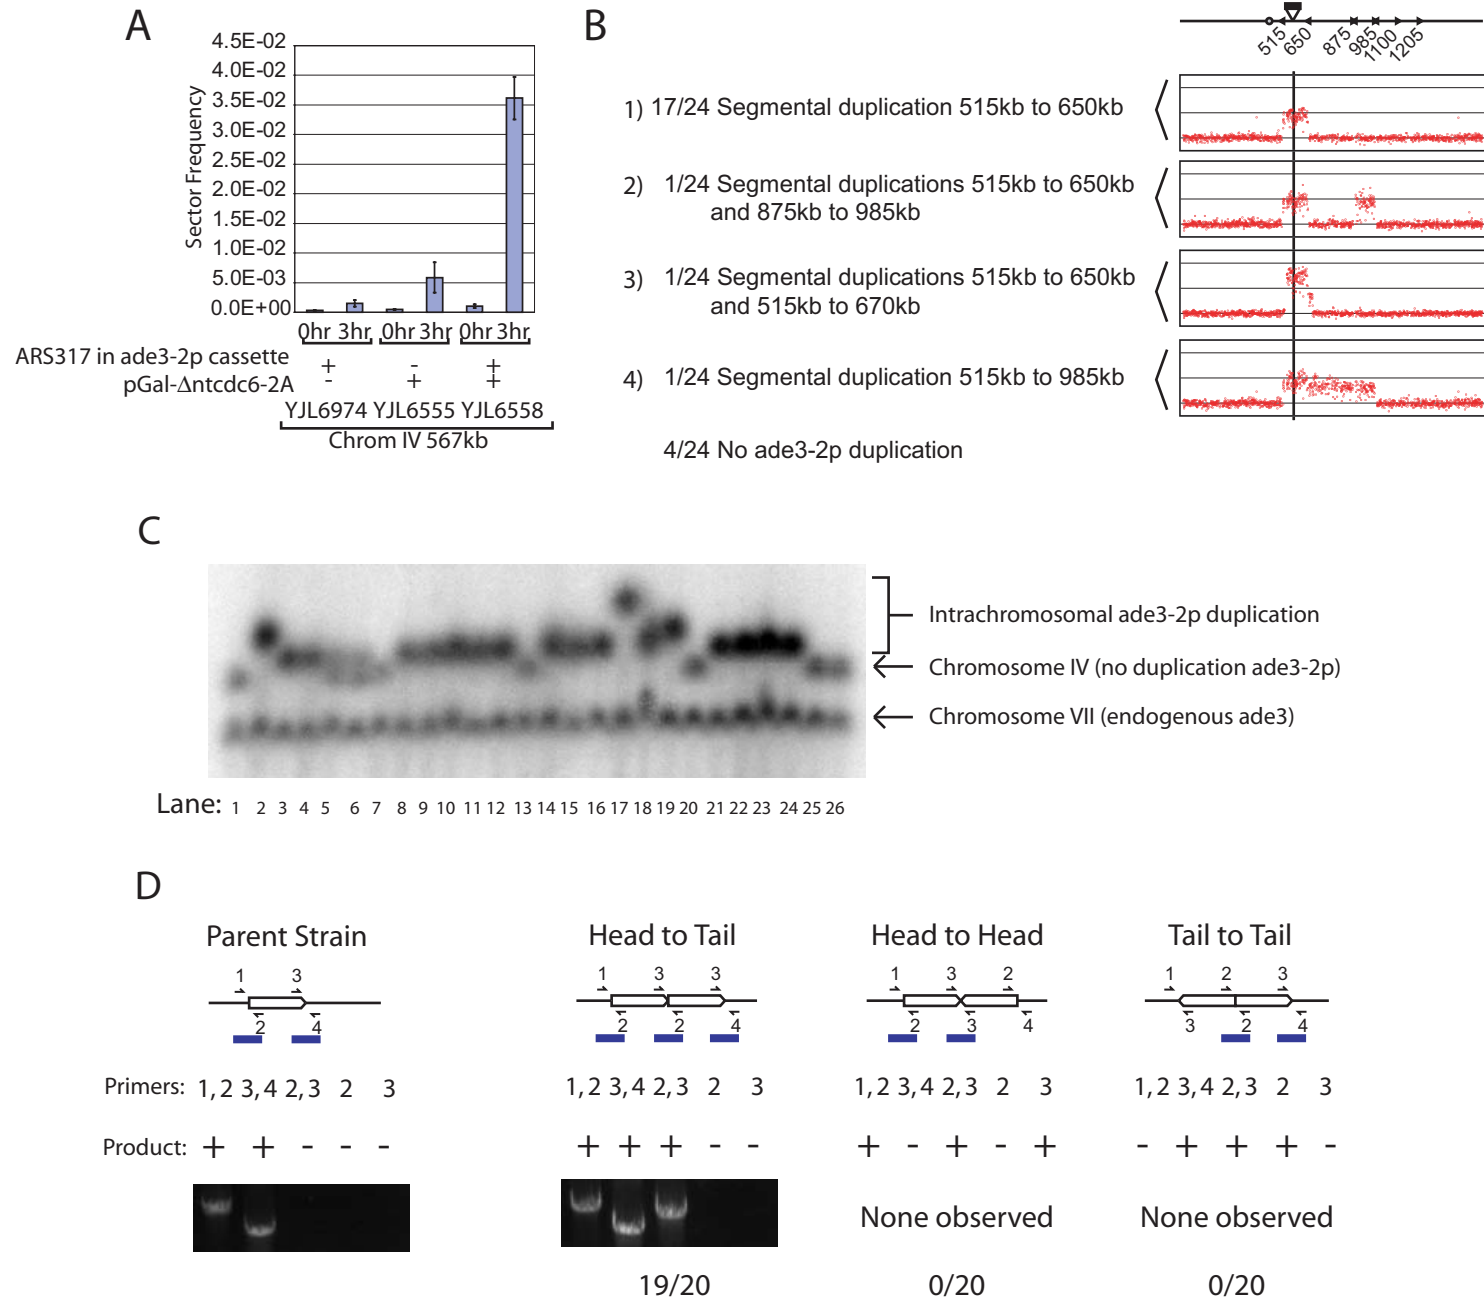 A
4.5E-02
4.0E-02
3.5E-02
3.0E-02
2.5E-02
2.0E-02
1.5E-02
1.0E-02
5.0E-03
0.0E+00
Sector Frequency
0hr 3hr 0hr 3hr 0hr 3hr
ARS317 in ade3-2p cassette + - +
pGal-Δntcdc6-2A - + +
YJL6974 YJL6555 YJL6558
Chrom IV 567kb
B
515 650 875 985 1100 1205
1) 17/24 Segmental duplication 515kb to 650kb
2) 1/24 Segmental duplications 515kb to 650kb
and 875kb to 985kb
3) 1/24 Segmental duplications 515kb to 650kb
and 515kb to 670kb
4) 1/24 Segmental duplication 515kb to 985kb
4/24 No ade3-2p duplication
C
Intrachromosomal ade3-2p duplication
Chromosome IV (no duplication ade3-2p)
Chromosome VII (endogenous ade3)
Lane: 1 2 3 4 5 6 7 8 9 10 11 12 13 14 15 16 17 18 19 20 21 22 23 24 25 26
D
Parent Strain
1 3
2 4
Primers: 1, 2 3, 4 2, 3 2 3
Product: + + - - -
Head to Tail
1 3 3
2 2 4
1, 2 3, 4 2, 3 2 3
+ + + - -
19/20
Head to Head
1 3 2
2 3 4
1, 2 3, 4 2, 3 2 3
+ - + - +
None observed
0/20
Tail to Tail
1 2 3
3 2 4
1, 2 3, 4 2, 3 2 3
- + + + -
None observed
0/20